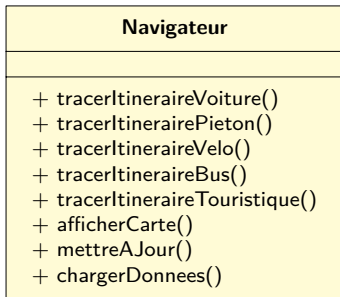 Navigateur
+ tracerItineraireVoiture()
+ tracerItinerairePieton()
+ tracerItineraireVelo()
+ tracerItineraireBus()
+ tracerItineraireTouristique()
+ afficherCarte()
+ mettreAJour()
+ chargerDonnees()